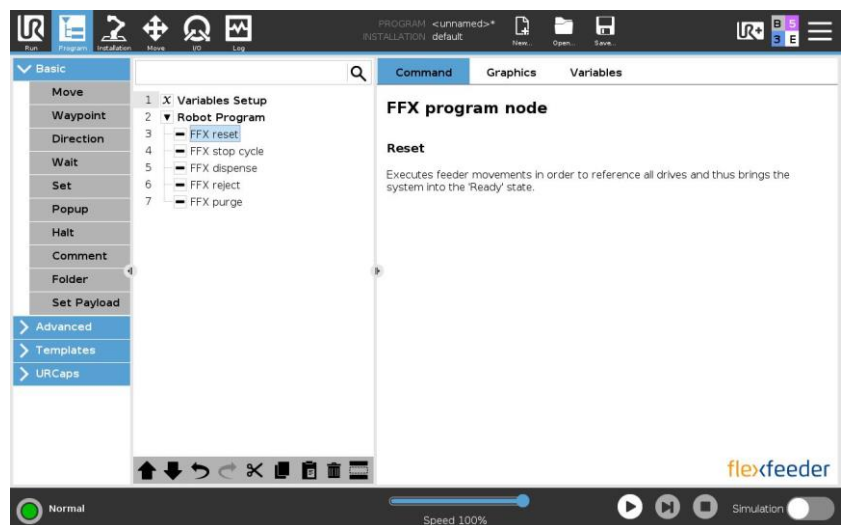 PROGRAM <unnamed>*
INSTALLATION default
Run Program Installation Move I/O Log
New... Open... Save...
UR+ B 5
3 E
Basic
Move
Waypoint
Direction
Wait
Set
Popup
Halt
Comment
Folder
Set Payload
Advanced
Templates
URCaps
1 X Variables Setup
2 Robot Program
3 FFX reset
4 FFX stop cycle
5 FFX dispense
6 FFX reject
7 FFX purge
Command Graphics Variables
FFX program node
Reset
Executes feeder movements in order to reference all drives and thus brings the
system into the 'Ready' state.
flexfeeder
Normal
Speed 100%
Simulation